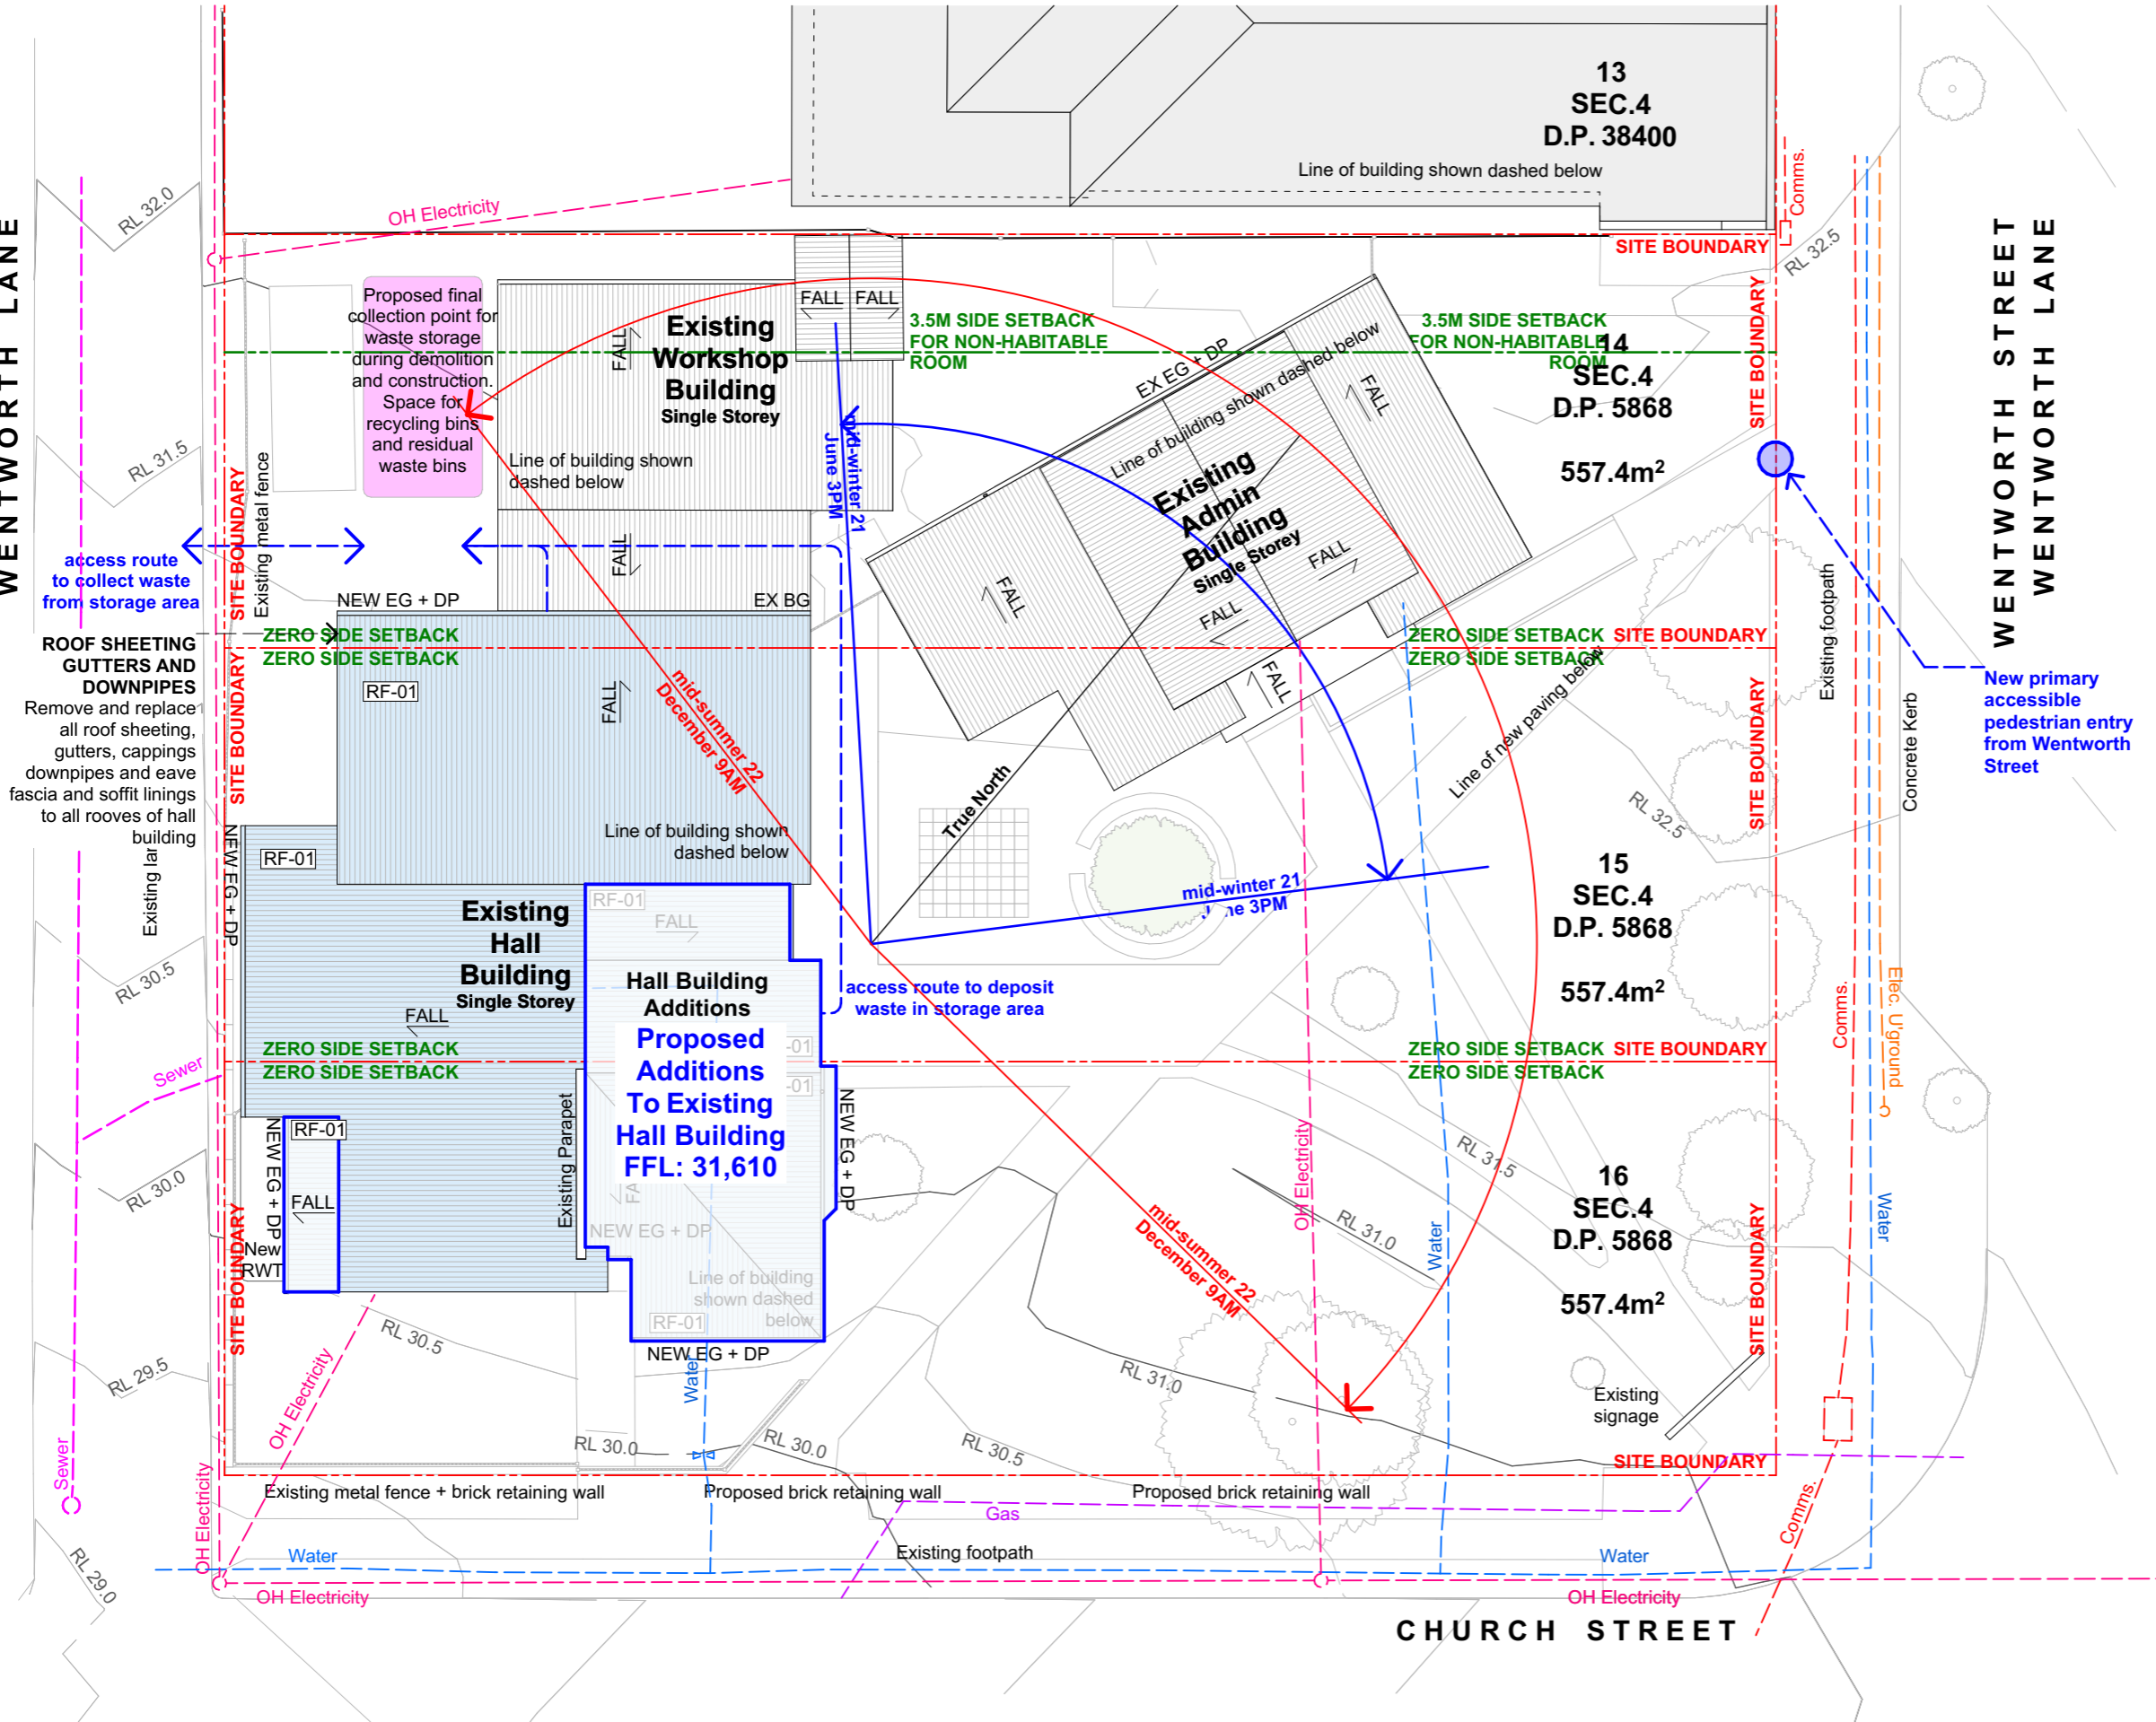 13
SEC.4
D.P. 38400
Line of building shown dashed below
Comms.
OH Electricity
RL 32.0
WENTWORTH LANE
SITE BOUNDARY
RL 32.5
WENTWORTH STREET
WENTWORTH LANE
Proposed final
collection point for
waste storage
during demolition
and construction.
Space for
recycling bins
and residual
waste bins
FALL
FALL
FALL
Existing
Workshop
Building
Single Storey
3.5M SIDE SETBACK
FOR NON-HABITABLE
ROOM
3.5M SIDE SETBACK
FOR NON-HABITABLE
ROOM
14
SEC.4
D.P. 5868
557.4m²
SITE BOUNDARY
EX EG + DP
Line of building shown dashed below
FALL
Existing
Admin
Building
Single Storey
FALL
FALL
FALL
FALL
mid-winter 21
June 3PM
Line of building shown
dashed below
RL 31.5
SITE BOUNDARY
Existing metal fence
access route
to collect waste
from storage area
FALL
NEW EG + DP
EX BG
ROOF SHEETING
GUTTERS AND
DOWNPIPES
Remove and replace
all roof sheeting,
gutters, cappings
downpipes and eave
fascia and soffit linings
to all rooves of hall
building
ZERO SIDE SETBACK
ZERO SIDE SETBACK
ZERO SIDE SETBACK
SITE BOUNDARY
ZERO SIDE SETBACK
Existing footpath
New primary
accessible
pedestrian entry
from Wentworth
Street
Concrete Kerb
RF-01
FALL
SITE BOUNDARY
mid-summer 22
December 9AM
True North
Line of new paving below
SITE BOUNDARY
RL 32.5
Line of building shown
dashed below
RF-01
NEW EG + DP
Existing lar
RF-01
FALL
Existing
Hall
Building
Single Storey
FALL
mid-winter 21
June 3PM
15
SEC.4
D.P. 5868
557.4m²
RL 30.5
Hall Building
Additions
Proposed
Additions
To Existing
Hall Building
FFL: 31,610
-01
-01
access route to deposit
waste in storage area
Comms.
Elec. U'ground
ZERO SIDE SETBACK
ZERO SIDE SETBACK
ZERO SIDE SETBACK
SITE BOUNDARY
ZERO SIDE SETBACK
Sewer
RF-01
NEW EG + DP
FALL
New
RWT
Existing Parapet
FA
NEW EG + DP
NEW EG + DP
Line of building
shown dashed
below
RF-01
NEW EG + DP
RL 30.0
SITE BOUNDARY
OH Electricity
RL 31.5
RL 31.0
Water
Water
16
SEC.4
D.P. 5868
557.4m²
SITE BOUNDARY
mid-summer 22
December 9AM
RL 30.5
RL 29.5
OH Electricity
Water
RL 31.0
Existing
signage
RL 30.0
RL 30.0
RL 30.5
SITE BOUNDARY
Sewer
OH Electricity
Existing metal fence + brick retaining wall
Proposed brick retaining wall
Proposed brick retaining wall
Gas
Comms.
RL 29.0
Water
Existing footpath
Water
OH Electricity
OH Electricity
CHURCH STREET